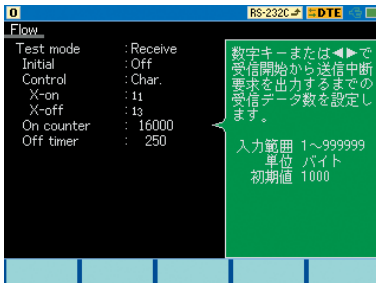 0 RS-232C DTE
Flow
Test mode : Receive
Initial : Off
Control : Char.
X-on : 11
X-off : 13
On counter : 16000
Off timer : 250
数字キーまたは◀▶で
受信開始から送信中断
要求を出力するまでの
受信データ数を設定し
ます。
入力範囲 1～999999
単位 バイト
初期値 1000